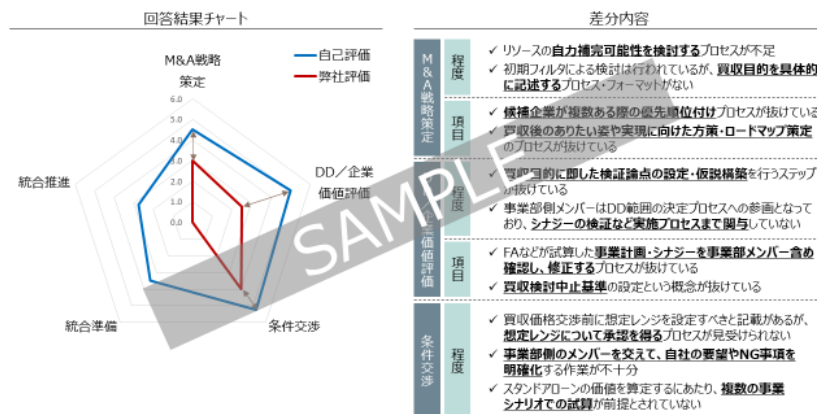 回答結果チャート
自己評価
弊社評価
M&A戦略
策定
6.0
5.0
4.0
3.0
2.0
1.0
0.0
DD／企業
価値評価
条件交渉
統合準備
統合推進
SAMPLE
差分内容
M&A戦略策定
程度
✓ リソースの自力補完可能性を検討するプロセスが不足
✓ 初期フィルタによる検討は行われているが、買収目的を具体的
に記述するプロセス・フォーマットがない
項目
✓ 候補企業が複数ある際の優先順位付けプロセスが抜けている
✓ 買収後のありたい姿や実現に向けた方策・ロードマップ策定
のプロセスが抜けている
／企業価値評価
程度
✓ 買収目的に即した検証論点の設定・仮説構築を行うステップ
が抜けている
✓ 事業部側メンバーはDD範囲の決定プロセスへの参画となって
おり、シナジーの検証など実施プロセスまで関与していない
項目
✓ FAなどが試算した事業計画・シナジーを事業部メンバー含め
確認し、修正するプロセスが抜けている
✓ 買収検討中止基準の設定という概念が抜けている
条件交渉
程度
✓ 買収価格交渉前に想定レンジを設定すべきと記載があるが、
想定レンジについて承認を得るプロセスが見受けられない
✓ 事業部側のメンバーを交えて、自社の要望やNG事項を
明確化する作業が不十分
✓ スタンドアローンの価値を算定するにあたり、複数の事業
シナリオでの試算が前提とされていない